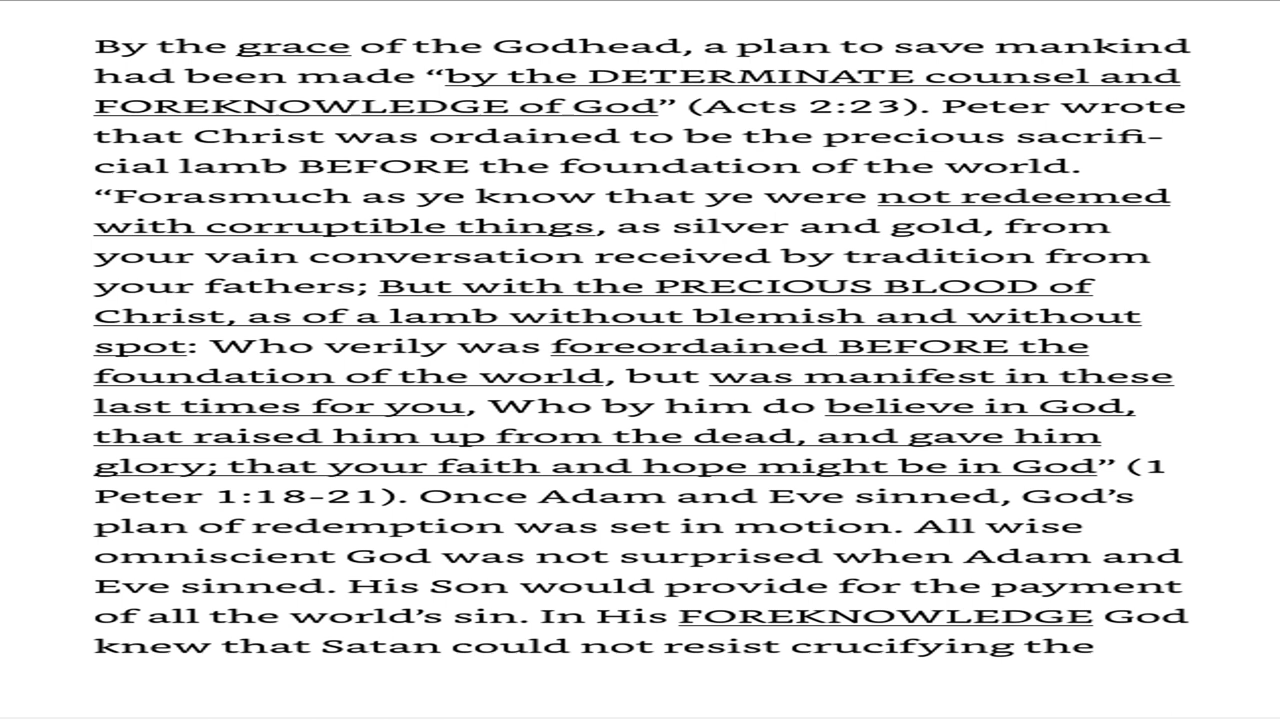 By the grace of the Godhead, a plan to save mankind
had been made “by the DETERMINATE counsel and
FOREKNOWLEDGE of God” (Acts 2:23). Peter wrote
that Christ was ordained to be the precious sacrifi-
cial lamb BEFORE the foundation of the world.
“Forasmuch as ye know that ye were not redeemed
with corruptible things, as silver and gold, from
your vain conversation received by tradition from
your fathers; But with the PRECIOUS BLOOD of
Christ, as of a lamb without blemish and without
spot: Who verily was foreordained BEFORE the
foundation of the world, but was manifest in these
last times for you, Who by him do believe in God,
that raised him up from the dead, and gave him
glory; that your faith and hope might be in God” (1
Peter 1:18-21). Once Adam and Eve sinned, God’s
plan of redemption was set in motion. All wise
omniscient God was not surprised when Adam and
Eve sinned. His Son would provide for the payment
of all the world’s sin. In His FOREKNOWLEDGE God
knew that Satan could not resist crucifying the